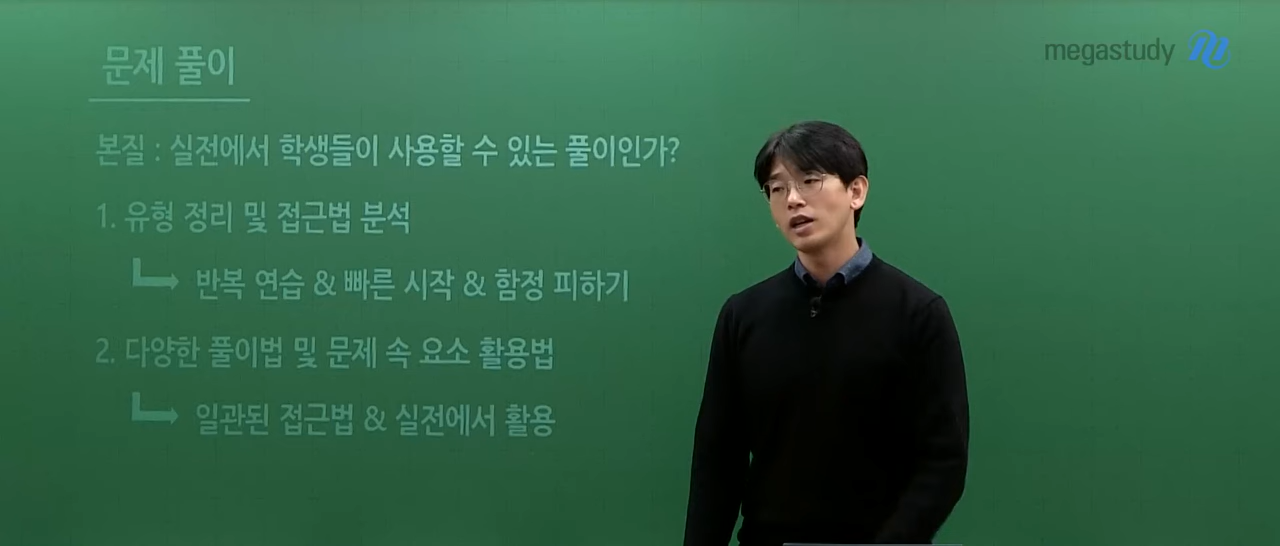 문제 풀이
megastudy
본질 : 실전에서 학생들이 사용할 수 있는 풀이인가?
1. 유형 정리 및 접근법 분석
반복 연습 & 빠른 시작 & 함정 피하기
2. 다양한 풀이법 및 문제 속 요소 활용법
일관된 접근법 & 실전에서 활용